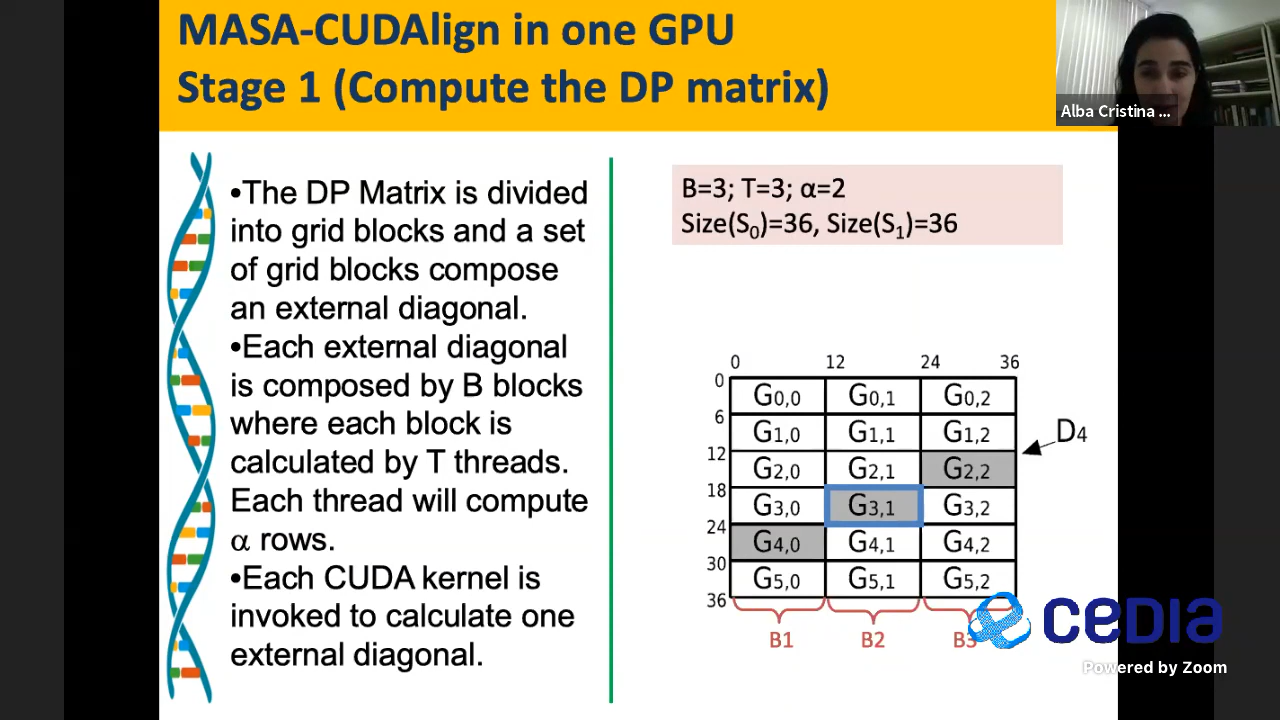 MASA-CUDAlign in one GPU
Stage 1 (Compute the DP matrix)
Alba Cristina ...
•The DP Matrix is divided
into grid blocks and a set
of grid blocks compose
an external diagonal.
•Each external diagonal
is composed by B blocks
where each block is
calculated by T threads.
Each thread will compute
α rows.
•Each CUDA kernel is
invoked to calculate one
external diagonal.
B=3; T=3; α=2
Size(S0)=36, Size(S1)=36
0 12 24 36
0
G0,0 G0,1 G0,2
6
G1,0 G1,1 G1,2
D4
12
G2,0 G2,1 G2,2
18
G3,0 G3,1 G3,2
24
G4,0 G4,1 G4,2
30
G5,0 G5,1 G5,2
36
B1 B2 B3
ceDIA
Powered by Zoom